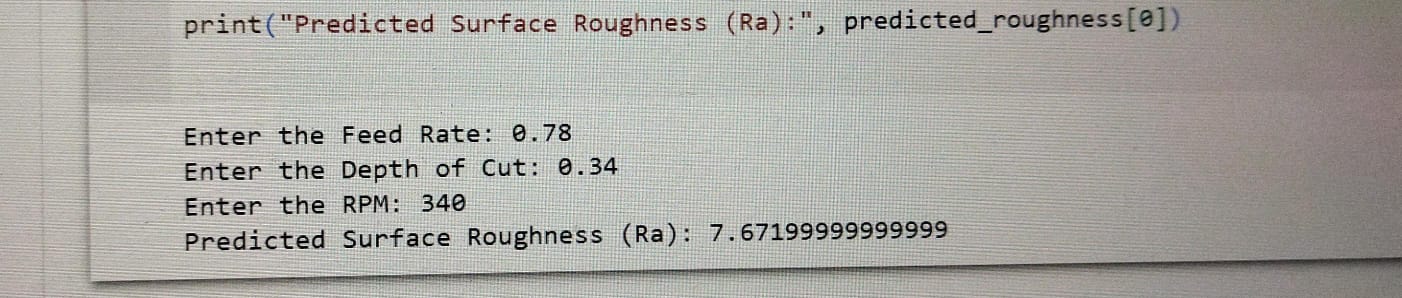 print("Predicted Surface Roughness (Ra):", predicted_roughness[0])
Enter the Feed Rate: 0.78
Enter the Depth of Cut: 0.34
Enter the RPM: 340
Predicted Surface Roughness (Ra): 7.67199999999999